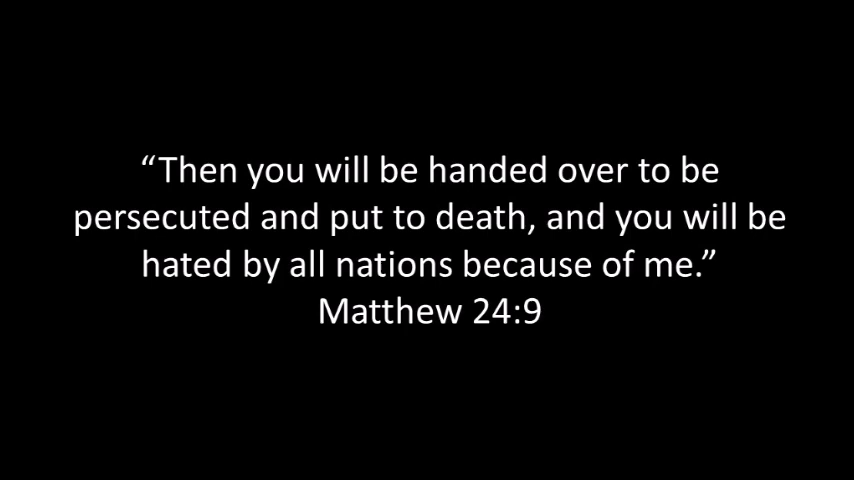 “Then you will be handed over to be
persecuted and put to death, and you will be
hated by all nations because of me.”
Matthew 24:9